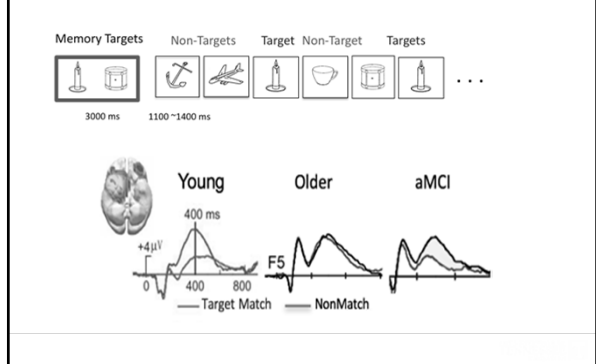 Memory Targets Non-Targets Target Non-Target Targets
...
3000 ms 1100 ~1400 ms
Young Older aMCI
400 ms
+4μV
F5
0 400 800
Target Match NonMatch